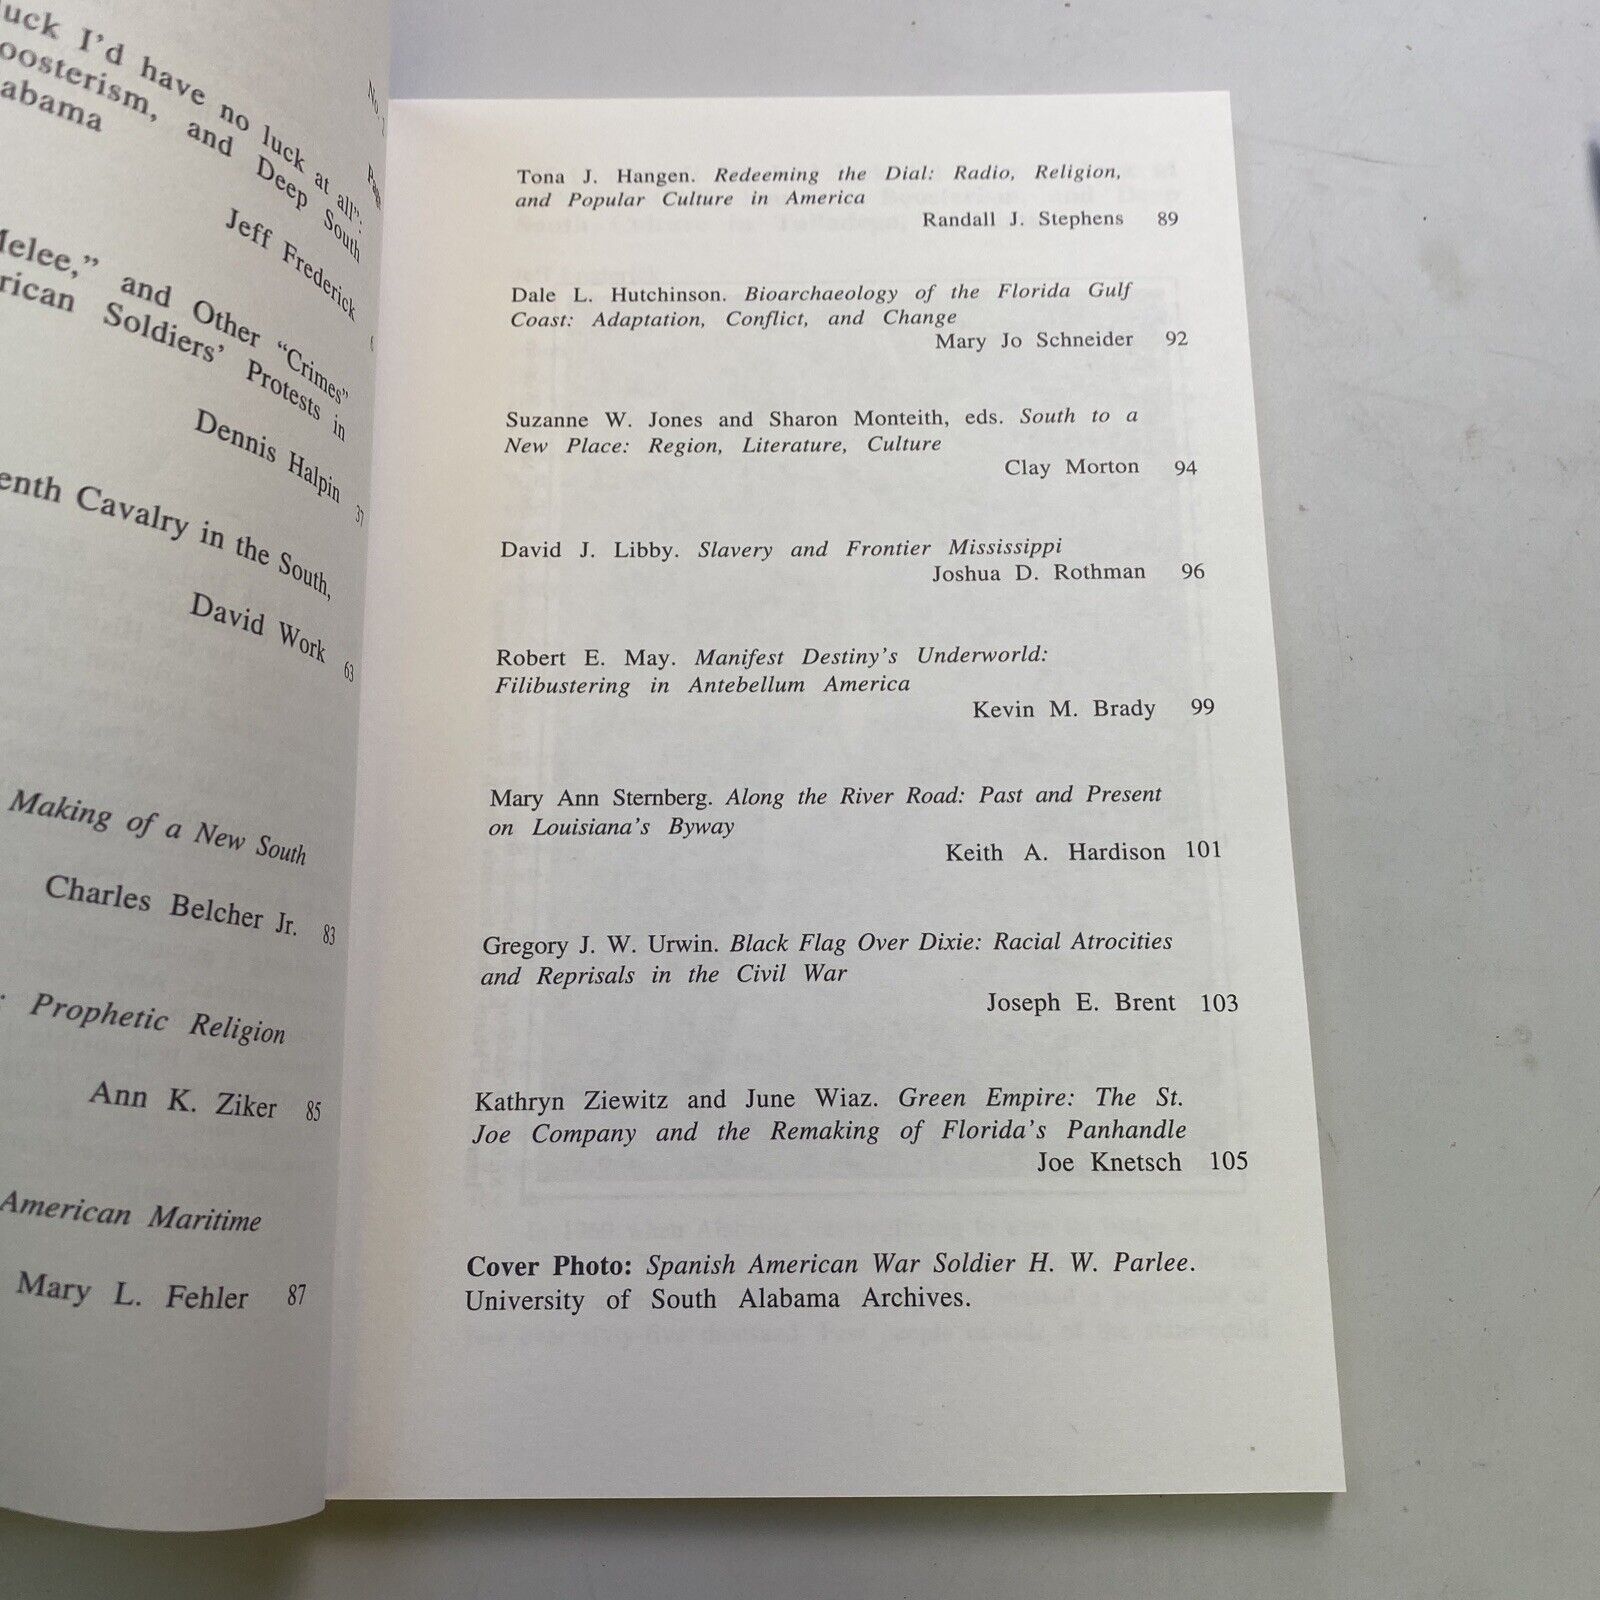 luck I'd have no luck at all":
and Deep South
Jeff Frederick
and Other "Crimes"
Soldiers' Protests in
Dennis Halpin 37
Cavalry in the South,
David Work 63
Making of a New South
Charles Belcher Jr. 83
Prophetic Religion
Ann K. Ziker 85
American Maritime
Mary L. Fehler 87
Tona J. Hangen. Redeeming the Dial: Radio, Religion,
and Popular Culture in America
Randall J. Stephens 89
Dale L. Hutchinson. Bioarchaeology of the Florida Gulf
Coast: Adaptation, Conflict, and Change
Mary Jo Schneider 92
Suzanne W. Jones and Sharon Monteith, eds. South to a
New Place: Region, Literature, Culture
Clay Morton 94
David J. Libby. Slavery and Frontier Mississippi
Joshua D. Rothman 96
Robert E. May. Manifest Destiny's Underworld:
Filibustering in Antebellum America
Kevin M. Brady 99
Mary Ann Sternberg. Along the River Road: Past and Present
on Louisiana's Byway
Keith A. Hardison 101
Gregory J. W. Urwin. Black Flag Over Dixie: Racial Atrocities
and Reprisals in the Civil War
Joseph E. Brent 103
Kathryn Ziewitz and June Wiaz. Green Empire: The St.
Joe Company and the Remaking of Florida's Panhandle
Joe Knetsch 105
Cover Photo: Spanish American War Soldier H. W. Parlee.
University of South Alabama Archives.